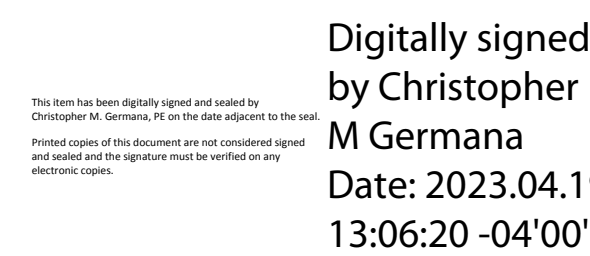 This item has been digitally signed and sealed by
Christopher M. Germana, PE on the date adjacent to the seal.
Printed copies of this document are not considered signed
and sealed and the signature must be verified on any
electronic copies.
Digitally signed
by Christopher
M Germana
Date: 2023.04.19
13:06:20 -04'00'